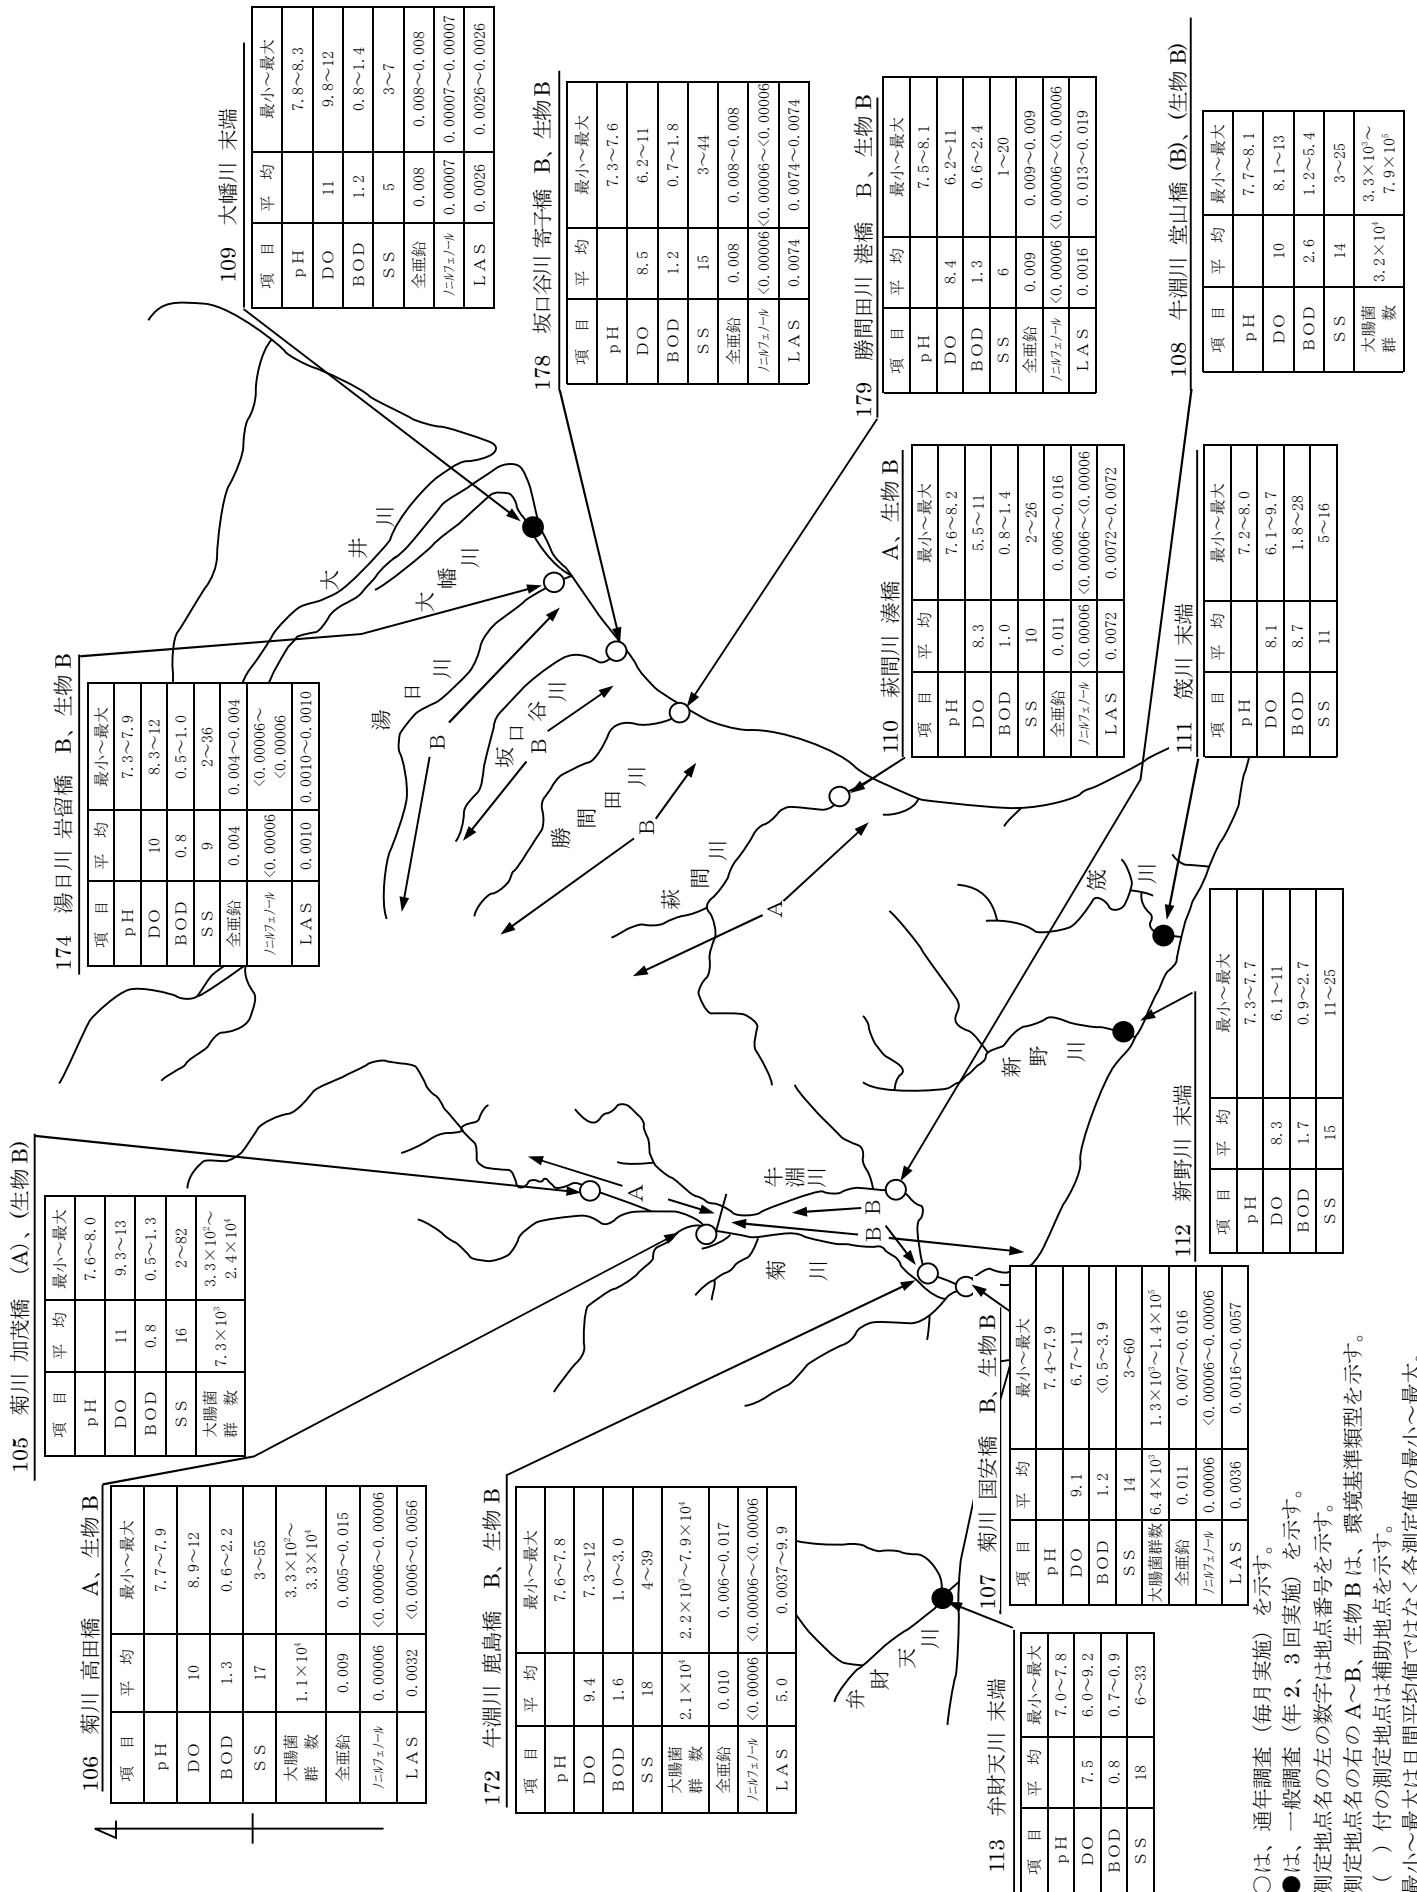 105 菊川 加茂橋 (A)、(生物 B)
項 目 平 均 最小～最大
pH 7.6～8.0
DO 11 9.3～13
BOD 0.8 0.5～1.3
SS 16 2～82
大腸菌群 数 7.3×10³ 3.3×10²～2.4×10⁴
174 湯日川 岩留橋 B、生物 B
項 目 平 均 最小～最大
pH 7.3～7.9
DO 10 8.3～12
BOD 0.8 0.5～1.0
SS 9 2～36
全亜鉛 0.004 0.004～0.004
ノニルフェノール <0.00006 <0.00006～<0.00006
LAS 0.0010 0.0010～0.0010
109 大幡川 末端
項 目 平 均 最小～最大
pH 7.8～8.3
DO 11 9.8～12
BOD 1.2 0.8～1.4
SS 5 3～7
全亜鉛 0.008 0.008～0.008
ノニルフェノール 0.00007 0.00007～0.00007
LAS 0.0026 0.0026～0.0026
106 菊川 高田橋 A、生物 B
項 目 平 均 最小～最大
pH 7.7～7.9
DO 10 8.9～12
BOD 1.3 0.6～2.2
SS 17 3～55
大腸菌群 数 1.1×10⁴ 3.3×10²～3.3×10⁴
全亜鉛 0.009 0.005～0.015
ノニルフェノール 0.00006 <0.00006～0.00006
LAS 0.0032 <0.0006～0.0056
178 坂口谷川 寄子橋 B、生物 B
項 目 平 均 最小～最大
pH 7.3～7.6
DO 8.5 6.2～11
BOD 1.2 0.7～1.8
SS 15 3～44
全亜鉛 0.008 0.008～0.008
ノニルフェノール <0.00006 <0.00006～<0.00006
LAS 0.0074 0.0074～0.0074
172 牛淵川 鹿島橋 B、生物 B
項 目 平 均 最小～最大
pH 7.6～7.8
DO 9.4 7.3～12
BOD 1.6 1.0～3.0
SS 18 4～39
大腸菌群 数 2.1×10⁴ 2.2×10³～7.9×10⁴
全亜鉛 0.010 0.006～0.017
ノニルフェノール <0.00006 <0.00006～<0.00006
LAS 5.0 0.0037～9.9
179 勝間田川 港橋 B、生物 B
項 目 平 均 最小～最大
pH 7.5～8.1
DO 8.4 6.2～11
BOD 1.3 0.6～2.4
SS 6 1～20
全亜鉛 0.009 0.009～0.009
ノニルフェノール <0.00006 <0.00006～<0.00006
LAS 0.0016 0.013～0.019
110 萩間川 湊橋 A、生物 B
項 目 平 均 最小～最大
pH 7.6～8.2
DO 8.3 5.5～11
BOD 1.0 0.8～1.4
SS 10 2～26
全亜鉛 0.011 0.006～0.016
ノニルフェノール <0.00006 <0.00006～<0.00006
LAS 0.0072 0.0072～0.0072
108 牛淵川 堂山橋 (B)、(生物 B)
項 目 平 均 最小～最大
pH 7.7～8.1
DO 10 8.1～13
BOD 2.6 1.2～5.4
SS 14 3～25
大腸菌群 数 3.2×10⁴ 3.3×10³～7.9×10⁵
111 筬川 末端
項 目 平 均 最小～最大
pH 7.2～8.0
DO 8.1 6.1～9.7
BOD 8.7 1.8～28
SS 11 5～16
112 新野川 末端
項 目 平 均 最小～最大
pH 7.3～7.7
DO 8.3 6.1～11
BOD 1.7 0.9～2.7
SS 15 11～25
107 菊川 国安橋 B、生物 B
項 目 平 均 最小～最大
pH 7.4～7.9
DO 9.1 6.7～11
BOD 1.2 <0.5～3.9
SS 14 3～60
大腸菌群数 6.4×10³ 1.3×10³～1.4×10⁵
全亜鉛 0.011 0.007～0.016
ノニルフェノール 0.00006 <0.00006～0.00006
LAS 0.0036 0.0016～0.0057
113 弁財天川 末端
項 目 平 均 最小～最大
pH 7.0～7.8
DO 7.5 6.0～9.2
BOD 0.8 0.7～0.9
SS 18 6～33
大井川
大幡川
湯日川
B
坂口谷川
B
勝間田川
B
萩間川
A
筬川
新野川
A
牛淵川
B
B
菊川
弁財天川
○は、通年調査（毎月実施）を示す。
●は、一般調査（年2、3回実施）を示す。
測定地点名の左の数字は地点番号を示す。
測定地点名の右の A～B、生物 B は、環境基準類型を示す。
（ ）付の測定地点は補助地点を示す。
最小～最大は日間平均値ではなく各測定値の最小～最大。